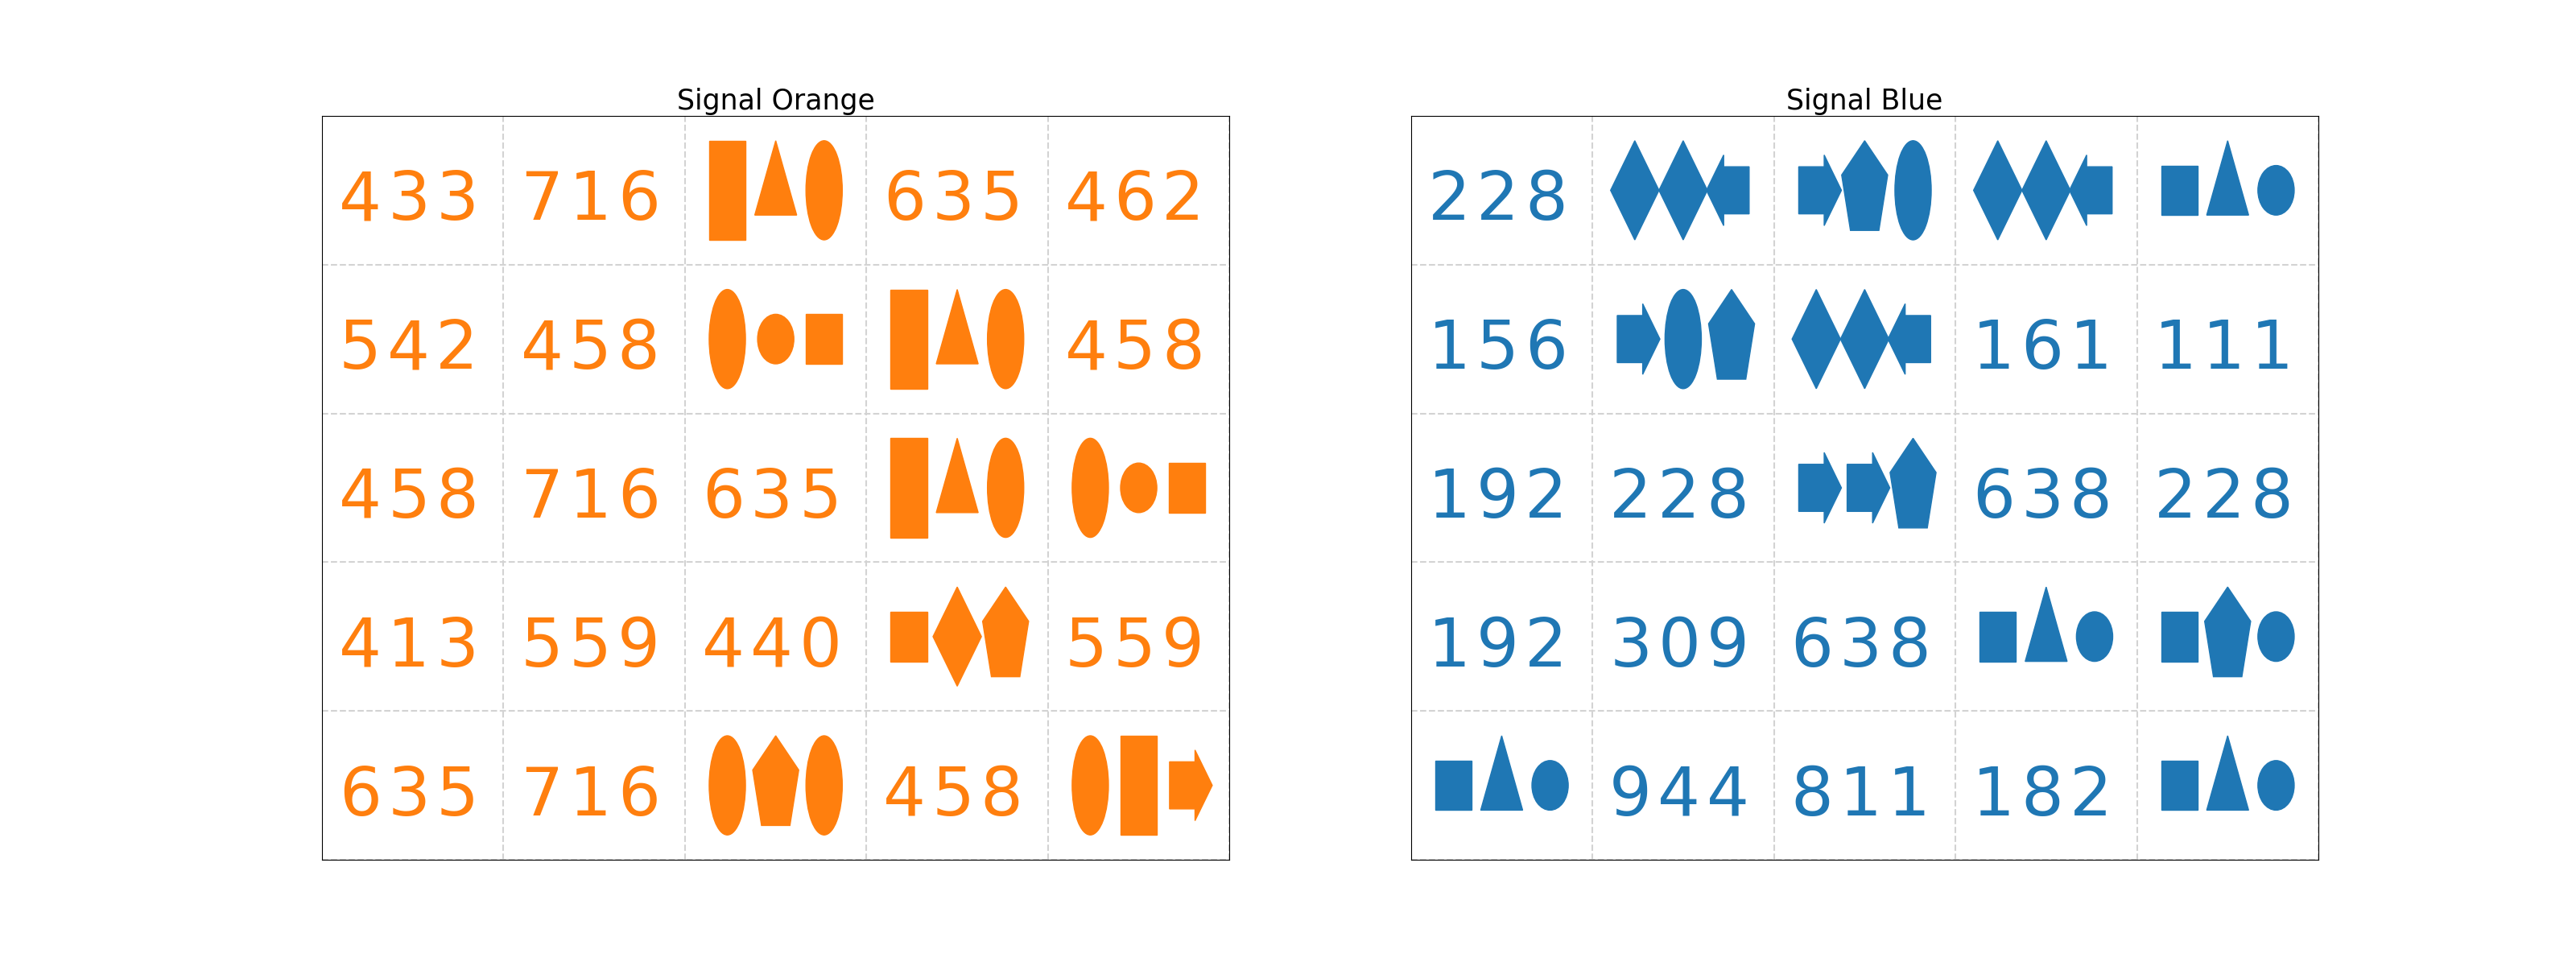 Signal Orange
433 716 635 462
542 458 458
458 716 635
413 559 440 559
635 716 458
Signal Blue
228
156 161 111
192 228 638 228
192 309 638
944 811 182